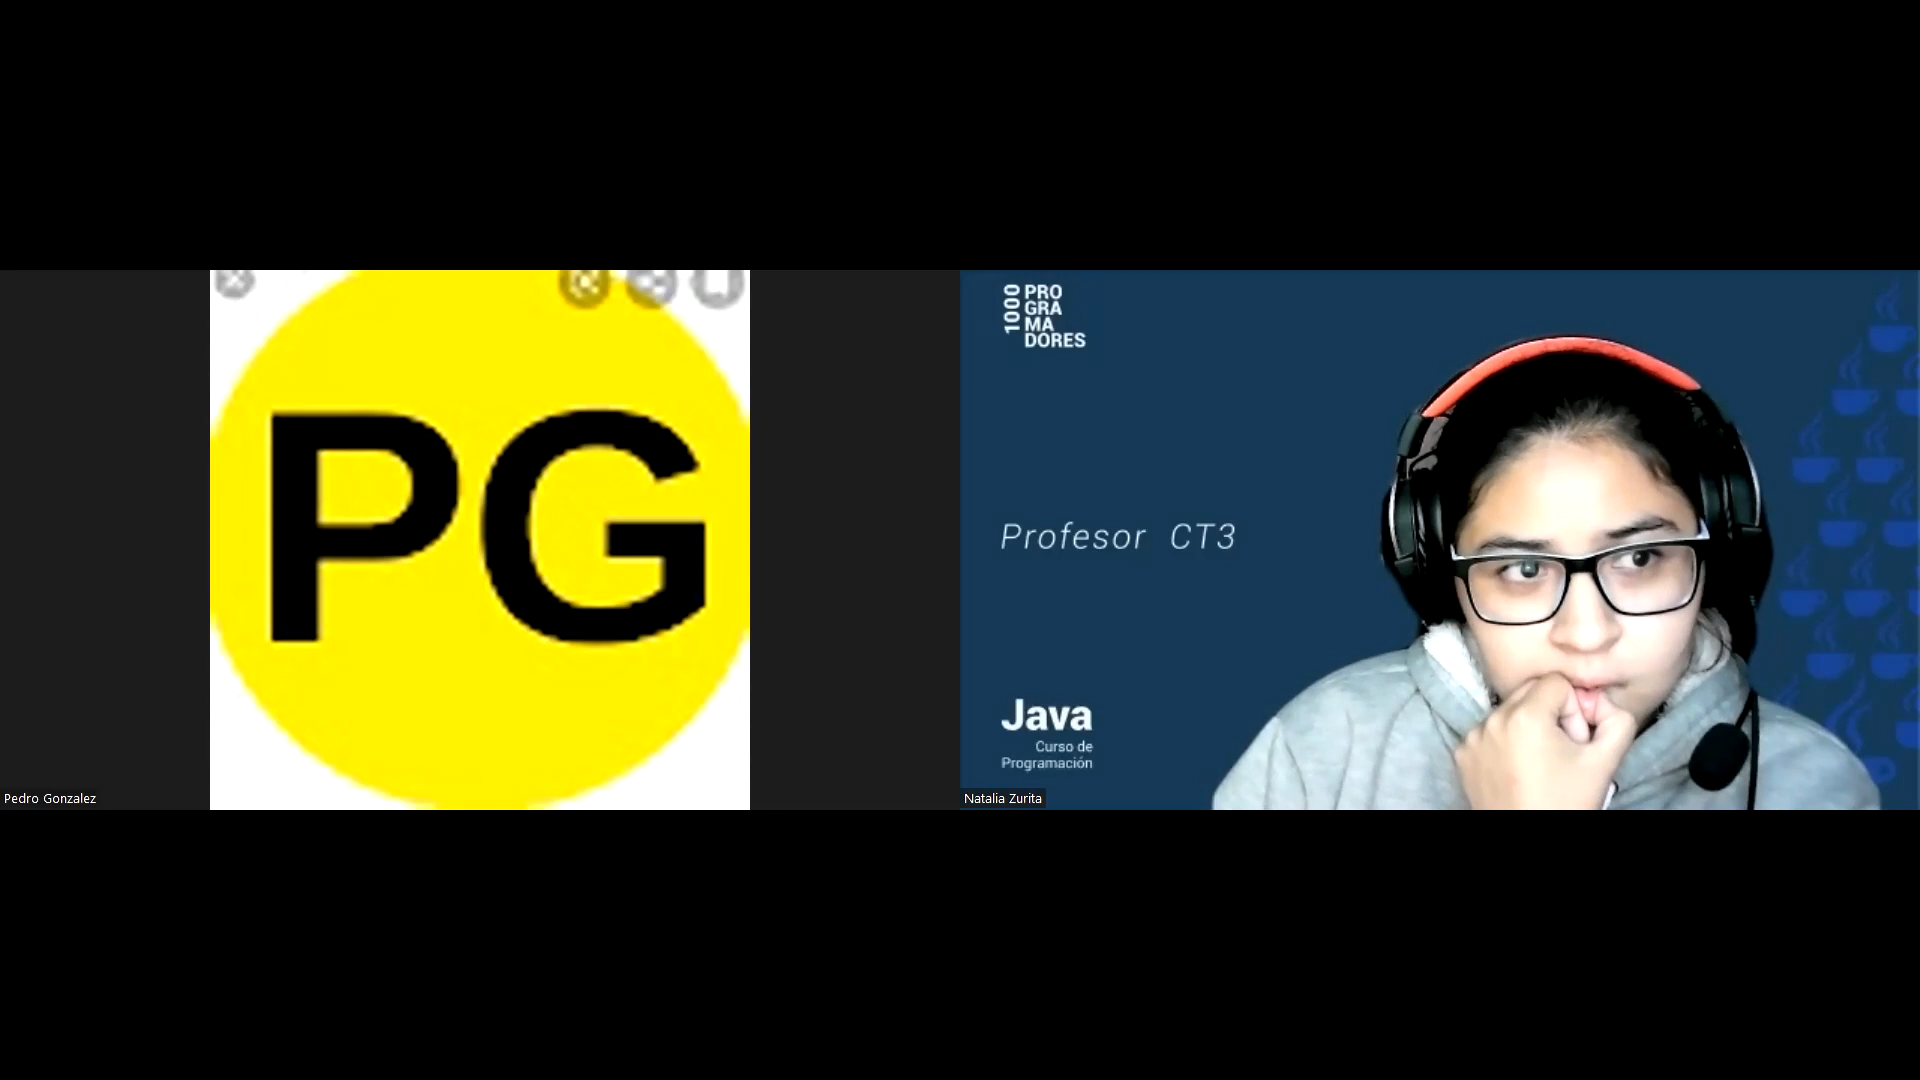 PG
Pedro Gonzalez
1000
PRO
GRA
MA
DORES
Profesor CT3
Java
Curso de
Programación
Natalia Zurita